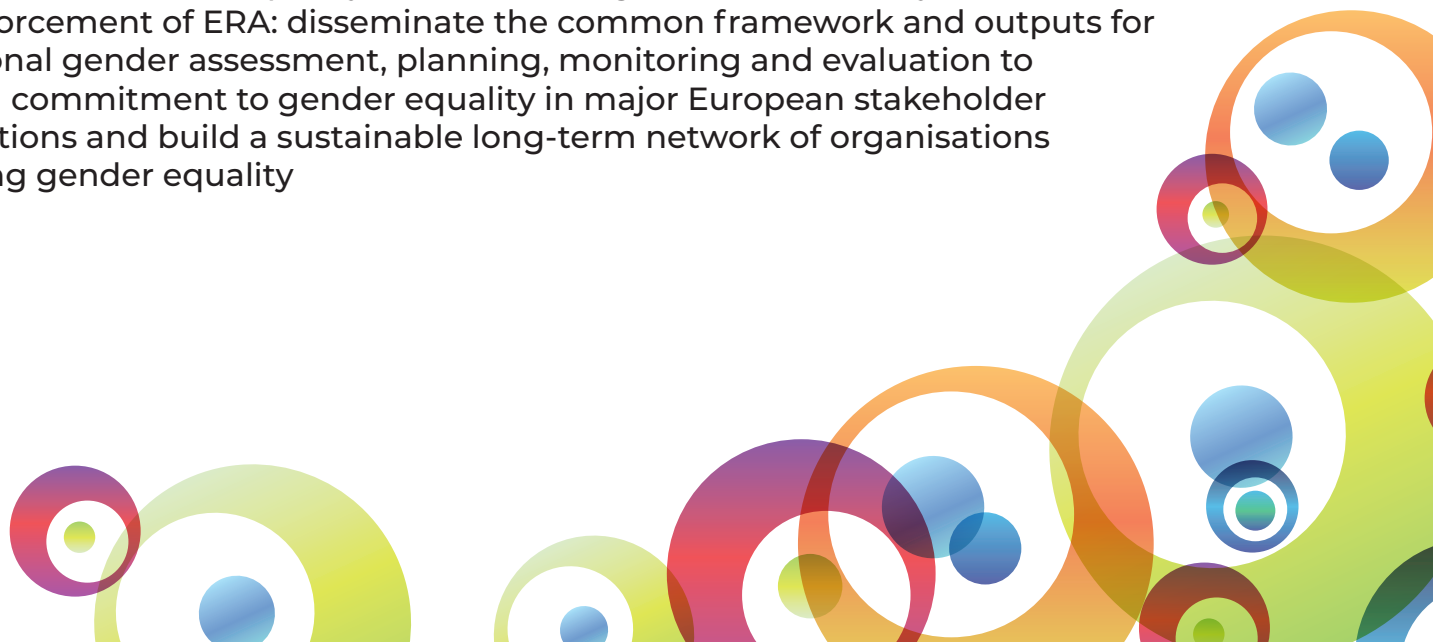 orcement of ERA: disseminate the common framework and outputs for
onal gender assessment, planning, monitoring and evaluation to
commitment to gender equality in major European stakeholder
tions and build a sustainable long-term network of organisations
ng gender equality